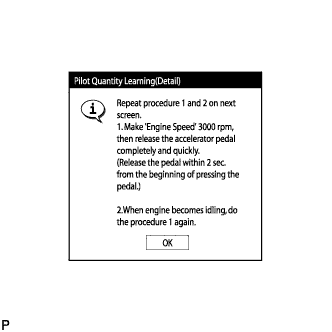 Pilot Quantity Learning(Detail)
Repeat procedure 1 and 2 on next
screen.
1. Make 'Engine Speed' 3000 rpm,
then release the accelerator pedal
completely and quickly.
(Release the pedal within 2 sec.
from the beginning of pressing the
pedal.)
2.When engine becomes idling, do
the procedure 1 again.
OK
P